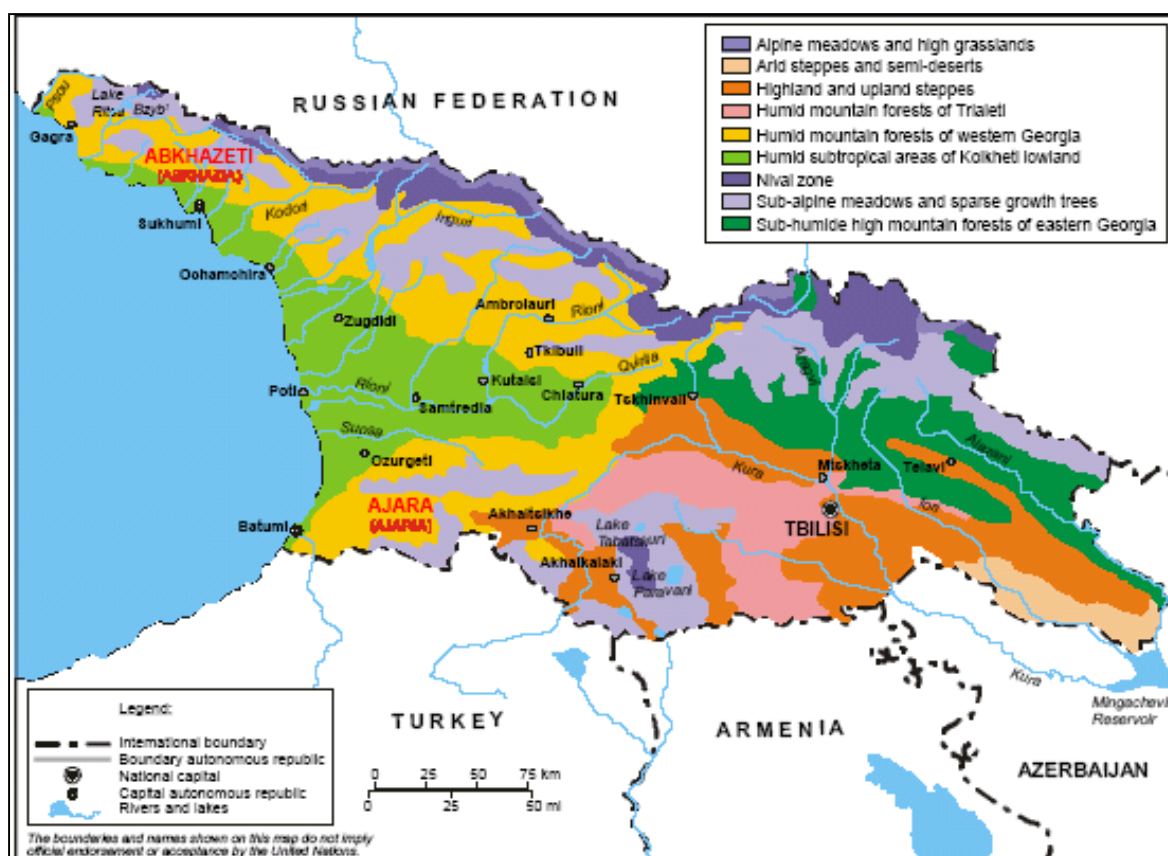 Alpine meadows and high grasslands
Arid steppes and semi-deserts
Highland and upland steppes
Humid mountain forests of Trialeti
Humid mountain forests of western Georgia
Humid subtropical areas of Kolkheti lowland
Nival zone
Sub-alpine meadows and sparse growth trees
Sub-humide high mountain forests of eastern Georgia
RUSSIAN FEDERATION
Psou
Lake
Ritsa
Bzyb'
Gagra
ABKHAZETI
[ABKHAZIA]
Sukhumi
Kodori
Inguri
Oohamohira
Zugdidi
Ambrolauri
Rioni
Tkibuli
Qvirila
Aragvi
Poti
Rioni
Kutaisi
Samtredia
Chiatura
Tskhinvali
Supsa
Ozurgeti
Kura
Mtskheta
Telavi
Alazani
Iori
AJARA
[AJARIA]
Batumi
Akhaltsikhe
Lake
Tabatskuri
TBILISI
Akhalkalaki
Lake
Paravani
Kura
Mingachevir
Reservoir
TURKEY
ARMENIA
AZERBAIJAN
Legend:
International boundary
Boundary autonomous republic
National capital
Capital autonomous republic
Rivers and lakes
0 25 50 75 km
0 25 50 mi
The bounderies and names shown on this map do not imply
official endorsement or acceptance by the United Nations.